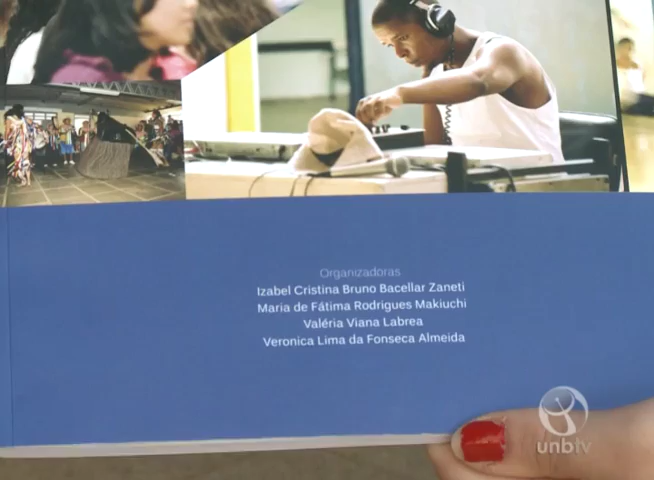 Organizadoras
Izabel Cristina Bruno Bacellar Zaneti
Maria de Fátima Rodrigues Makiuchi
Valéria Viana Labrea
Veronica Lima da Fonseca Almeida
unbtv